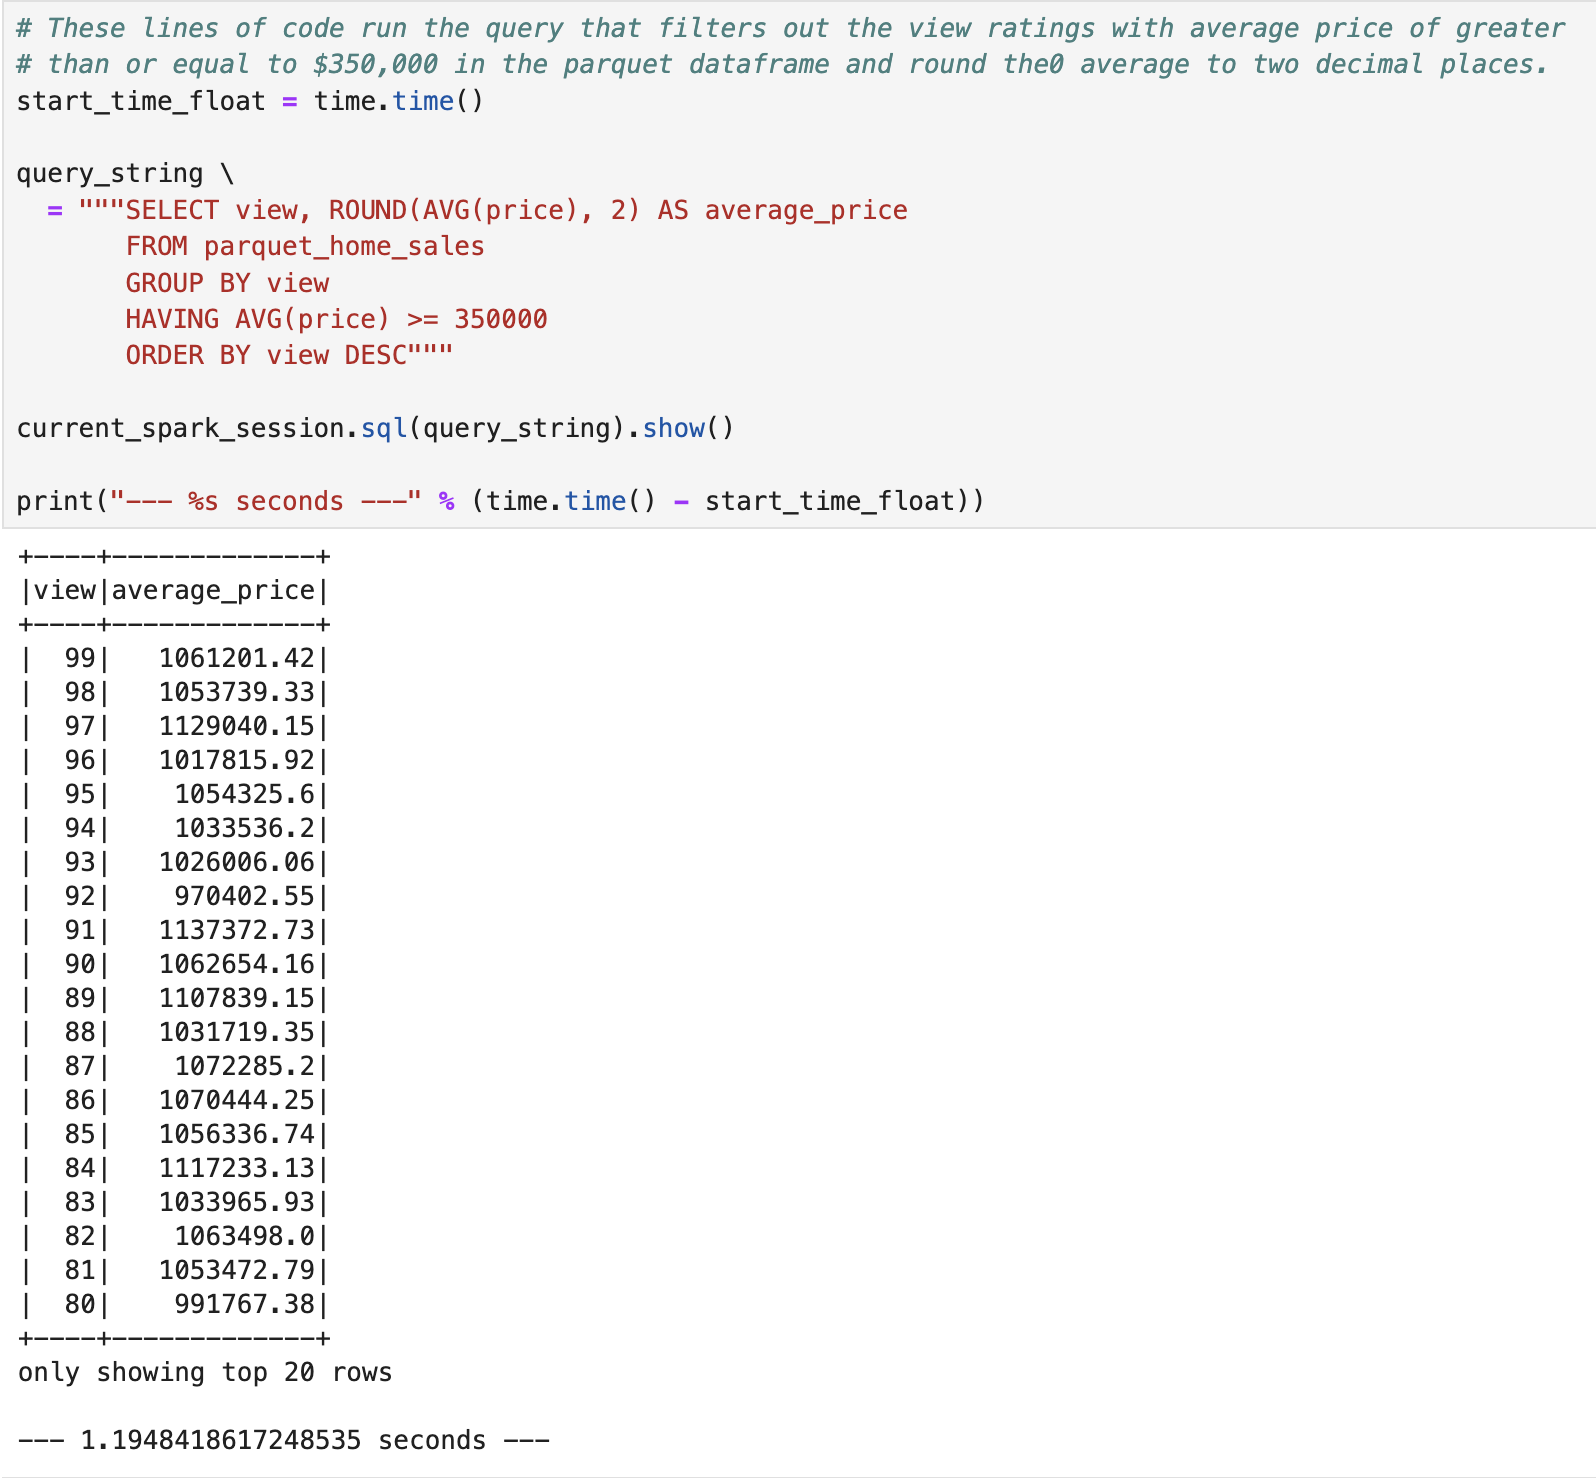 # These lines of code run the query that filters out the view ratings with average price of greater
# than or equal to $350,000 in the parquet dataframe and round the0 average to two decimal places.
start_time_float = time.time()
query_string \
  = """SELECT view, ROUND(AVG(price), 2) AS average_price
       FROM parquet_home_sales
       GROUP BY view
       HAVING AVG(price) >= 350000
       ORDER BY view DESC"""
current_spark_session.sql(query_string).show()
print("--- %s seconds ---" % (time.time() - start_time_float))
+----+-------------+
|view|average_price|
+----+-------------+
|  99|   1061201.42|
|  98|   1053739.33|
|  97|   1129040.15|
|  96|   1017815.92|
|  95|    1054325.6|
|  94|    1033536.2|
|  93|   1026006.06|
|  92|    970402.55|
|  91|   1137372.73|
|  90|   1062654.16|
|  89|   1107839.15|
|  88|   1031719.35|
|  87|    1072285.2|
|  86|   1070444.25|
|  85|   1056336.74|
|  84|   1117233.13|
|  83|   1033965.93|
|  82|    1063498.0|
|  81|   1053472.79|
|  80|    991767.38|
+----+-------------+
only showing top 20 rows
--- 1.1948418617248535 seconds ---